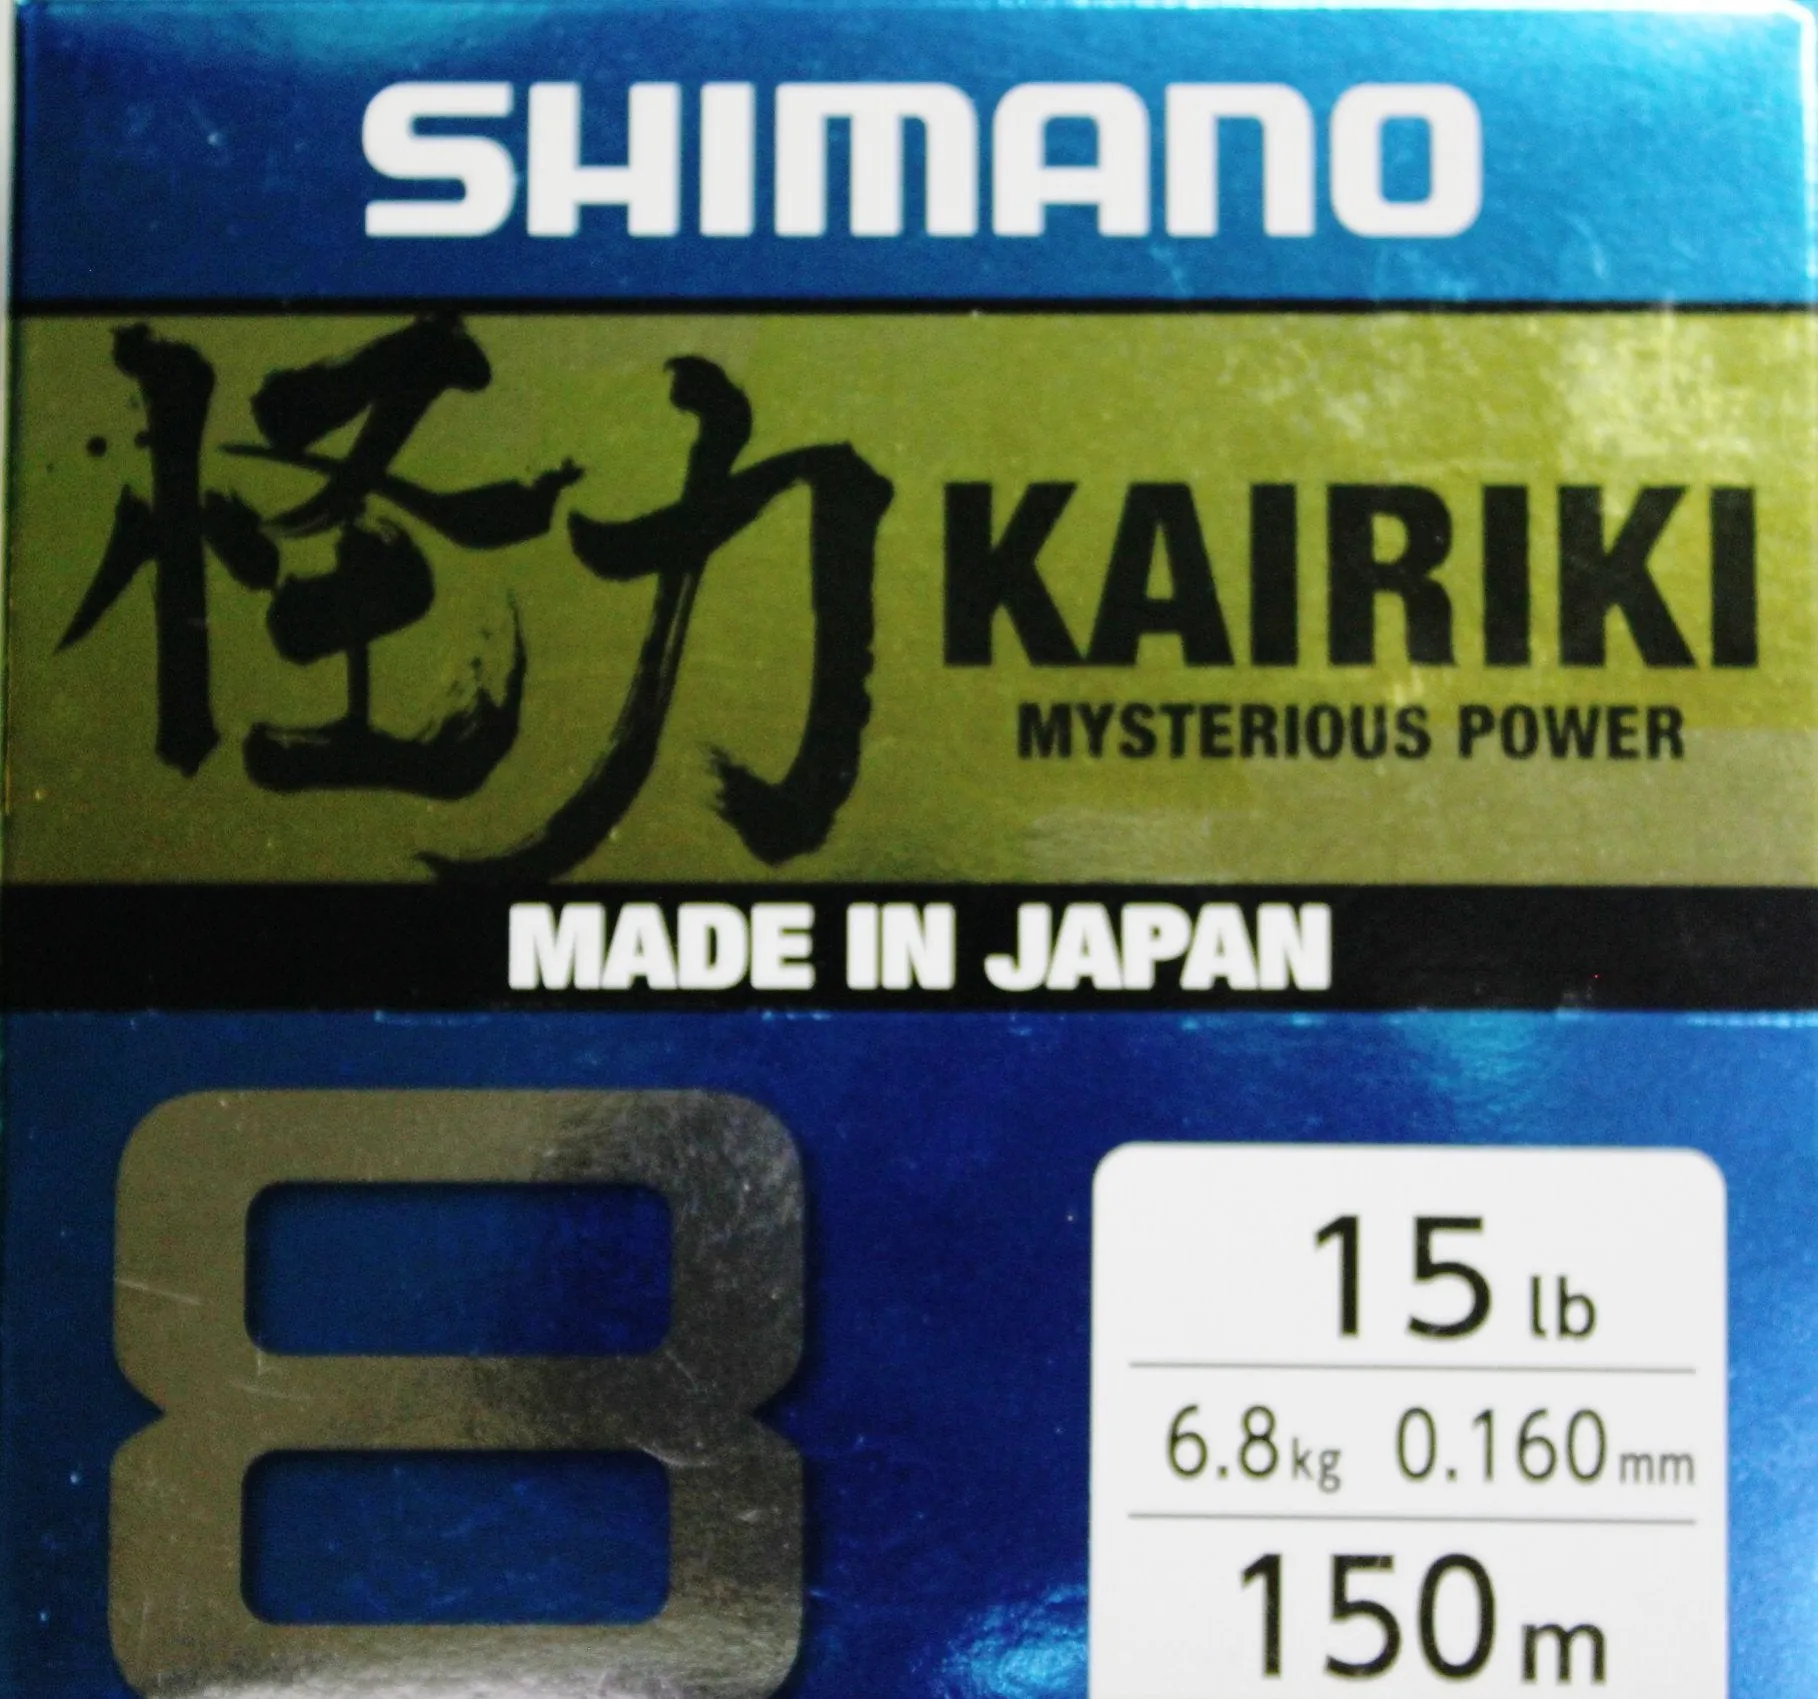 SHIMANO
怪力 KAIRIKI
MYSTERIOUS POWER
MADE IN JAPAN
8
15 lb
6.8kg 0.160mm
150m